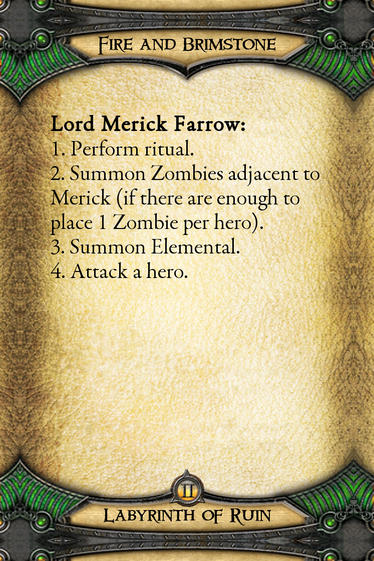 Fire and Brimstone
Lord Merick Farrow:
1. Perform ritual.
2. Summon Zombies adjacent to
Merick (if there are enough to
place 1 Zombie per hero).
3. Summon Elemental.
4. Attack a hero.
II
Labyrinth of Ruin